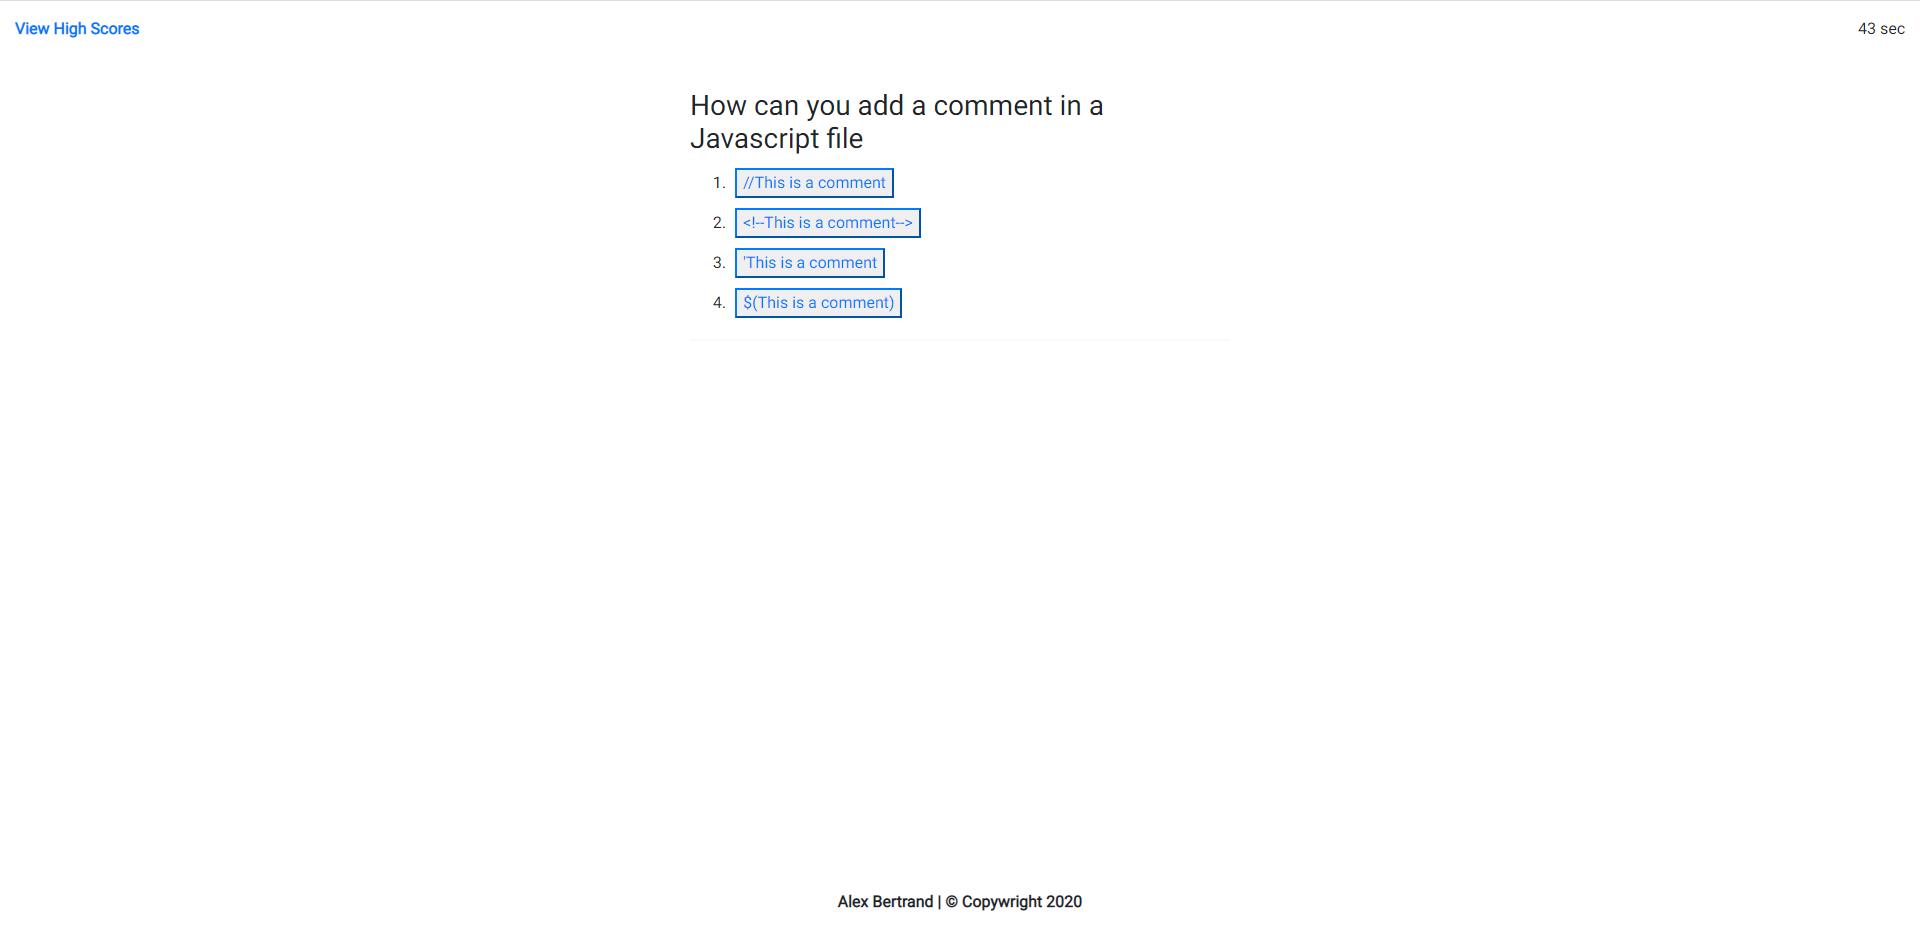 View High Scores
43 sec
How can you add a comment in a
Javascript file
1. //This is a comment
2. <!--This is a comment-->
3. 'This is a comment
4. $(This is a comment)
Alex Bertrand | © Copywright 2020